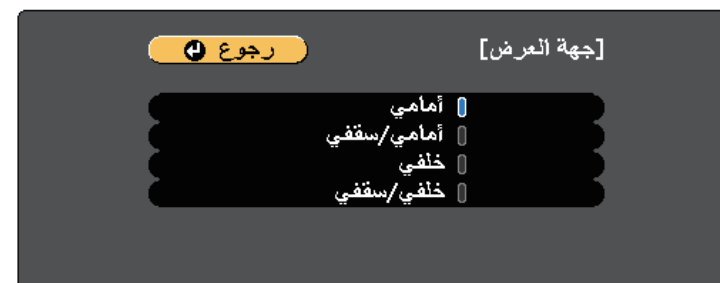 [جهة العرض]
رجوع
أمامي
أمامي/سقفي
خلفي
خلفي/سقفي